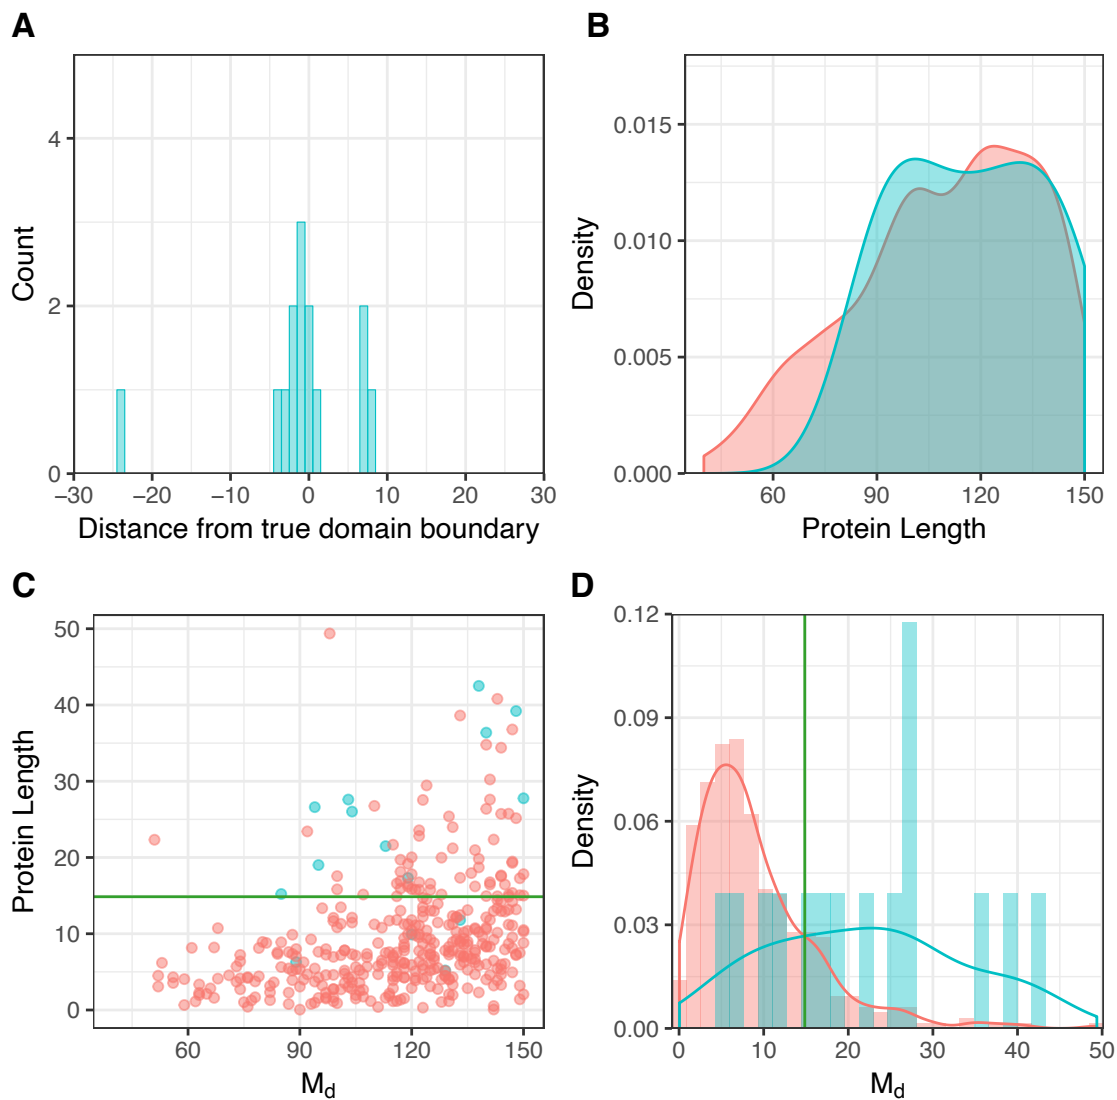 A
Count
4
2
0
−30 −20 −10 0 10 20 30
Distance from true domain boundary
B
Density
0.015
0.010
0.005
0.000
60 90 120 150
Protein Length
C
Protein Length
50
40
30
20
10
0
60 90 120 150
Md
D
Density
0.12
0.09
0.06
0.03
0.00
0 10 20 30 40 50
Md